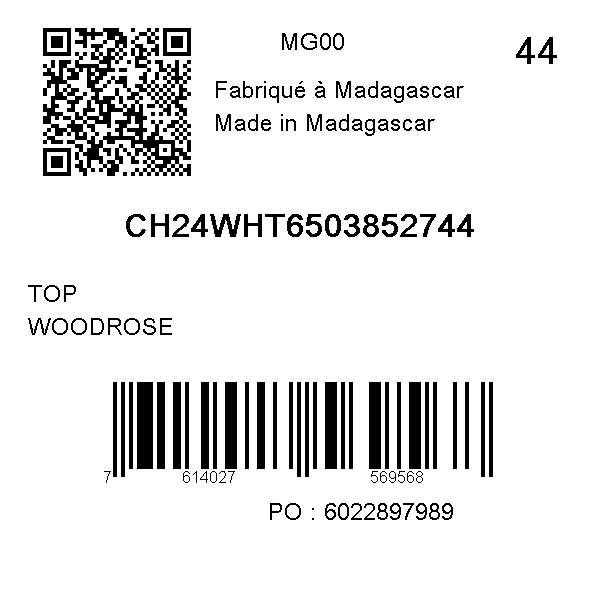 MG00
44
Fabriqué à Madagascar
Made in Madagascar
CH24WHT6503852744
TOP
WOODROSE
7 614027 569568
PO : 6022897989